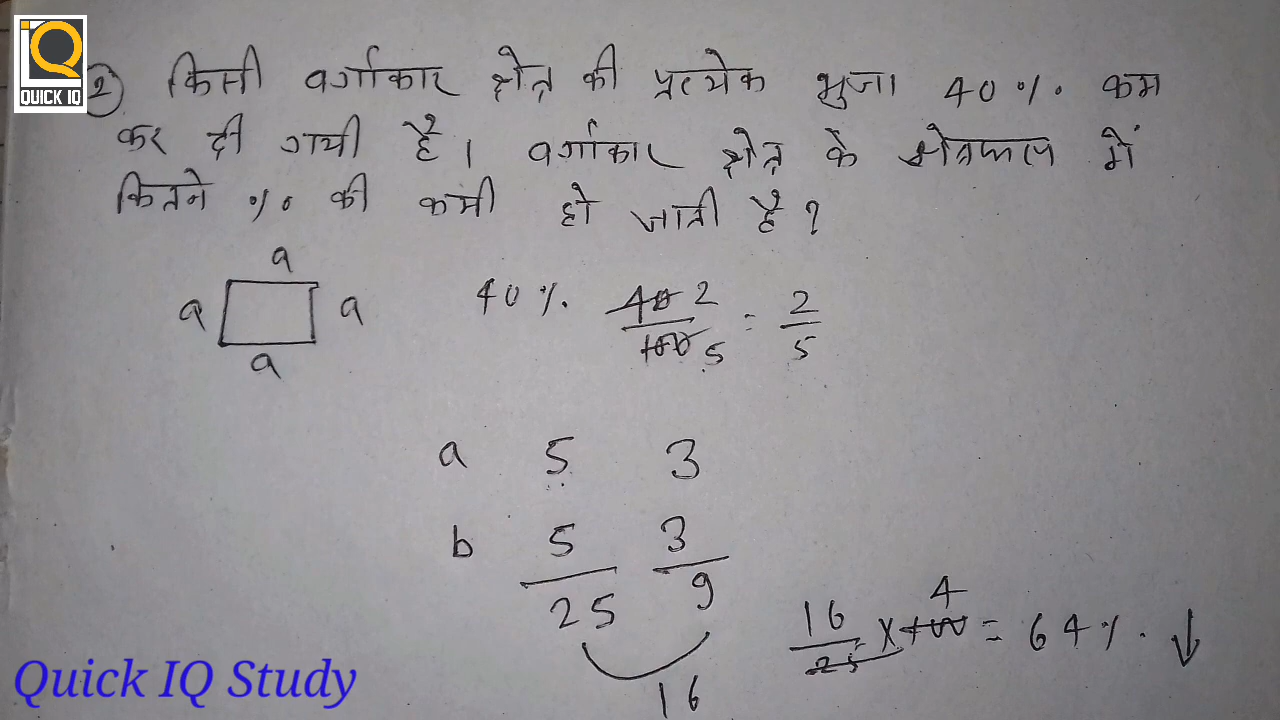 QUICK IQ
2) किसी वर्गाकार क्षेत्र की प्रत्येक भुजा 40% कम
कर दी गयी है। वर्गाकार क्षेत्र के क्षेत्रफल में
कितने % की कमी हो जाती है?
a
a a
a
40% 40 2 / 100 5 = 2/5
a 5 3
b 5 3
25 9
16
16/25 × 100 4 = 64% ↓
Quick IQ Study